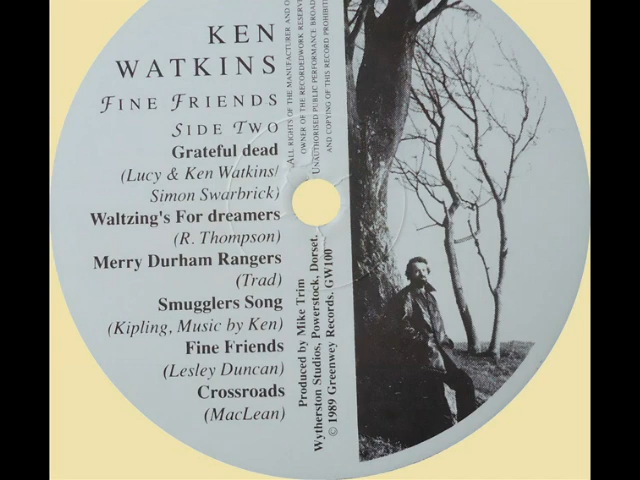 KEN
WATKINS
FINE FRIENDS
SIDE TWO
Grateful dead
(Lucy & Ken Watkins/
Simon Swarbrick)
Waltzing's For dreamers
(R. Thompson)
Merry Durham Rangers
(Trad)
Smugglers Song
(Kipling, Music by Ken)
Fine Friends
(Lesley Duncan)
Crossroads
(MacLean)
ALL RIGHTS OF THE MANUFACTURER AND O
OWNER OF THE RECORDEDWORK RESERVE
UNAUTHORISED PUBLIC PERFORMANCE BROAD
AND COPYING OF THIS RECORD PROHIBIT
Produced by Mike Trim
Wytherston Studios, Powerstock, Dorset.
© 1989 Greenwey Records. GW100